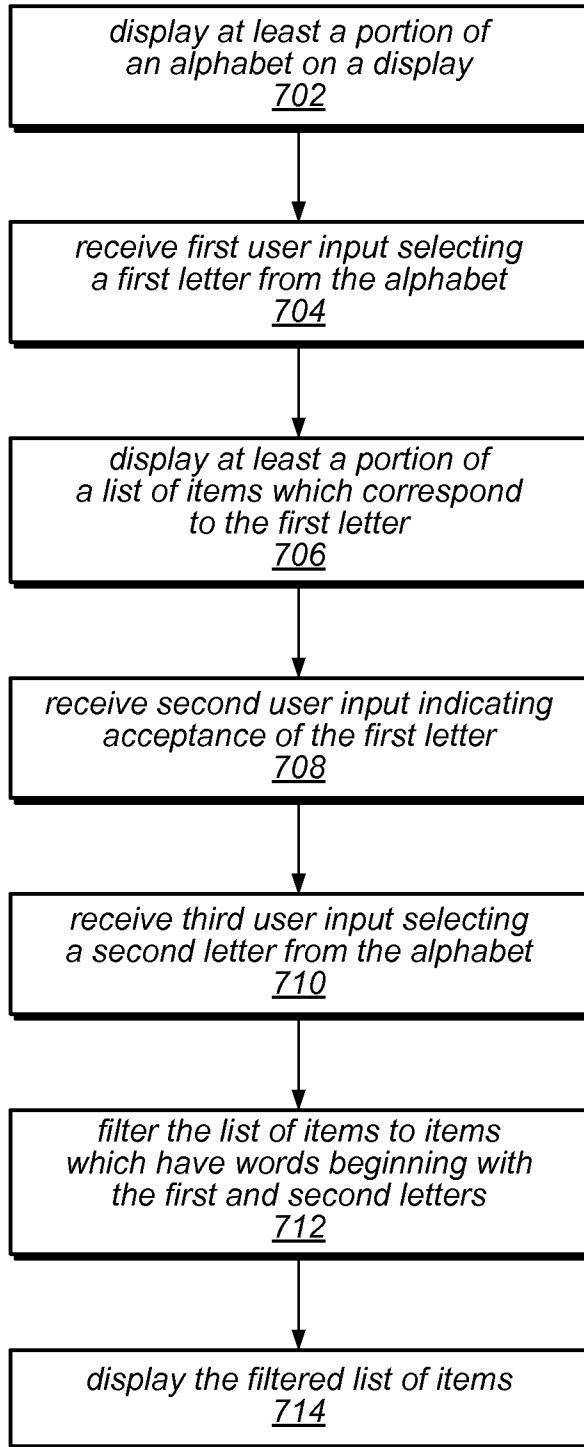 display at least a portion of
an alphabet on a display
702
receive first user input selecting
a first letter from the alphabet
704
display at least a portion of
a list of items which correspond
to the first letter
706
receive second user input indicating
acceptance of the first letter
708
receive third user input selecting
a second letter from the alphabet
710
filter the list of items to items
which have words beginning with
the first and second letters
712
display the filtered list of items
714